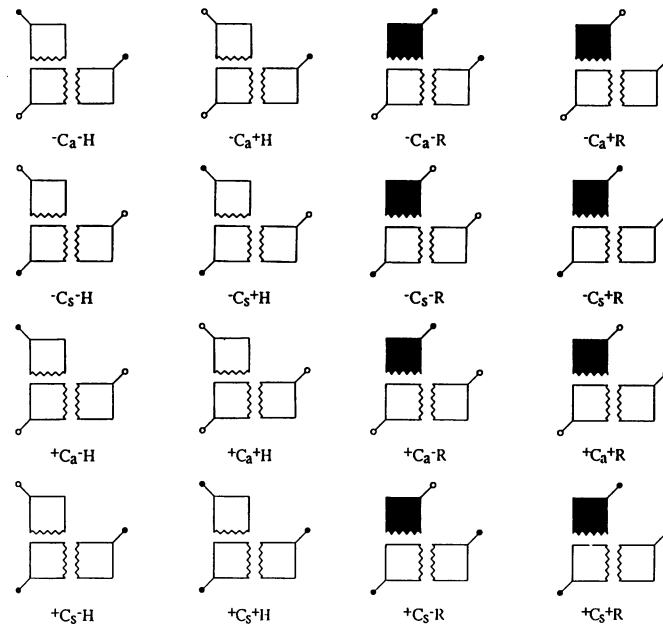 -Ca-H -Ca+H -Ca-R -Ca+R
-Cs-H -Cs+H -Cs-R -Cs+R
+Ca-H +Ca+H +Ca-R +Ca+R
+Cs-H +Cs+H +Cs-R +Cs+R